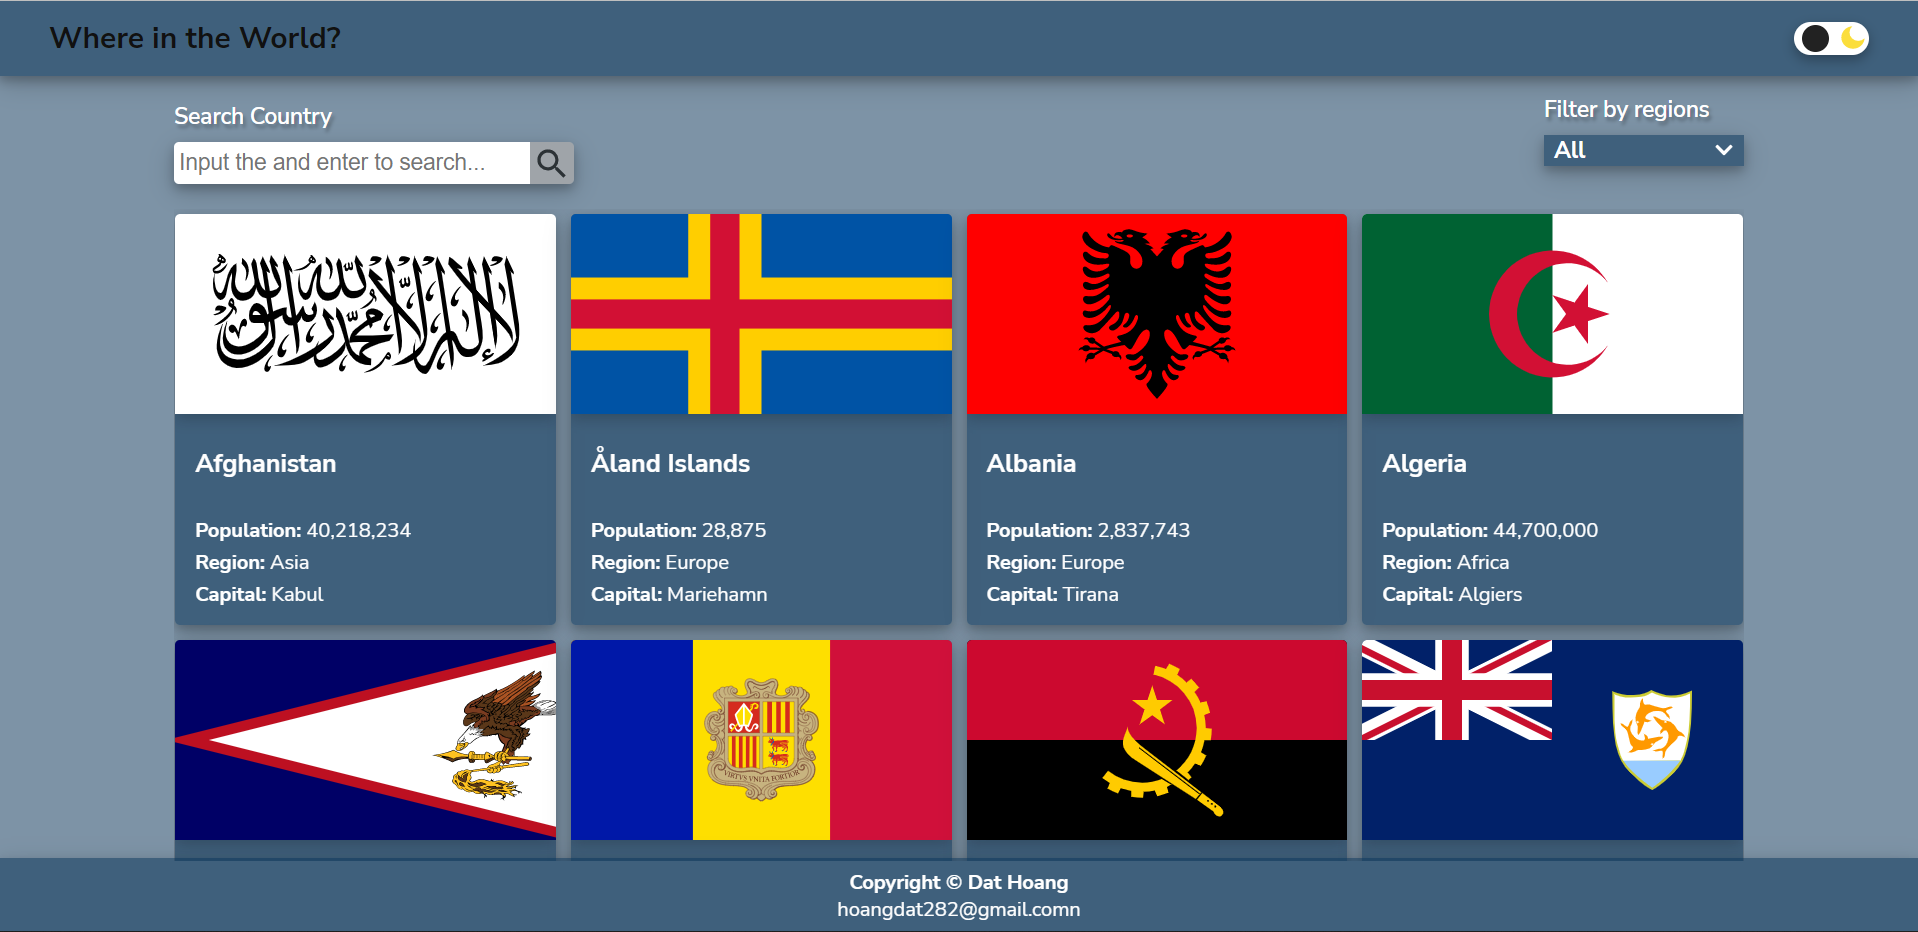 Where in the World?
Search Country
Filter by regions
Input the and enter to search...
All
لا إله إلا الله محمد رسول الله
Afghanistan
Åland Islands
Albania
Algeria
Population: 40,218,234
Region: Asia
Capital: Kabul
Population: 28,875
Region: Europe
Capital: Mariehamn
Population: 2,837,743
Region: Europe
Capital: Tirana
Population: 44,700,000
Region: Africa
Capital: Algiers
VIRTVS VNITA FORTIOR
Copyright © Dat Hoang
hoangdat282@gmail.comn